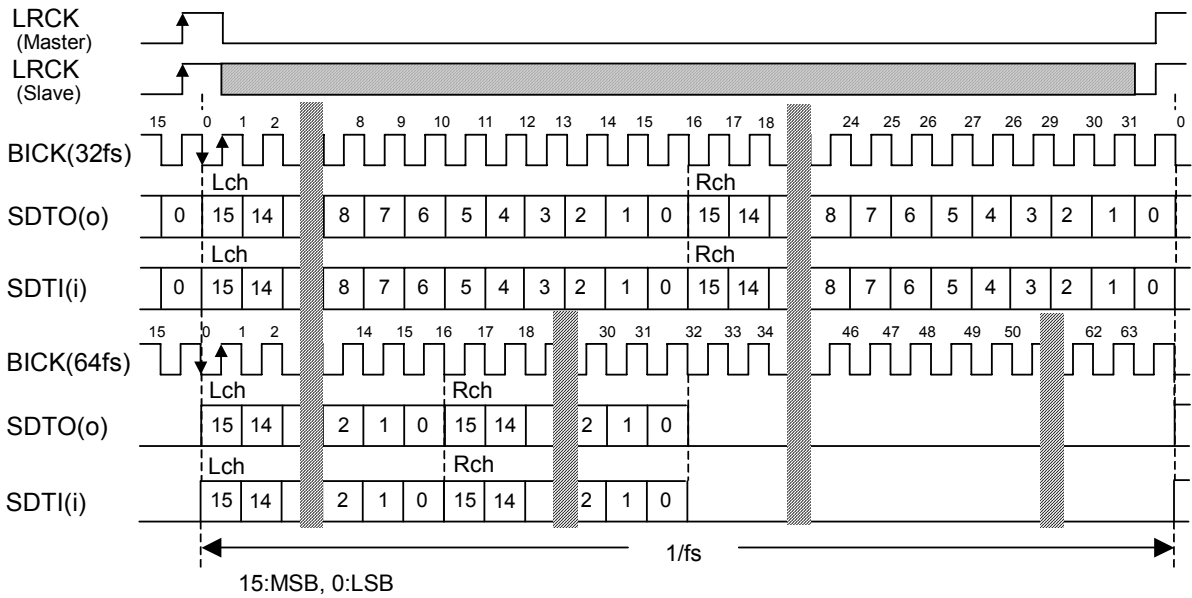 LRCK
(Master)
LRCK
(Slave)
15 0 1 2 8 9 10 11 12 13 14 15 16 17 18 24 25 26 27 26 29 30 31 0
BICK(32fs)
Lch Rch
SDTO(o) 0 15 14 8 7 6 5 4 3 2 1 0 15 14 8 7 6 5 4 3 2 1 0
Lch Rch
SDTI(i) 0 15 14 8 7 6 5 4 3 2 1 0 15 14 8 7 6 5 4 3 2 1 0
15 0 1 2 14 15 16 17 18 30 31 32 33 34 46 47 48 49 50 62 63
BICK(64fs)
Lch Rch
SDTO(o) 15 14 2 1 0 15 14 2 1 0
Lch Rch
SDTI(i) 15 14 2 1 0 15 14 2 1 0
1/fs
15:MSB, 0:LSB